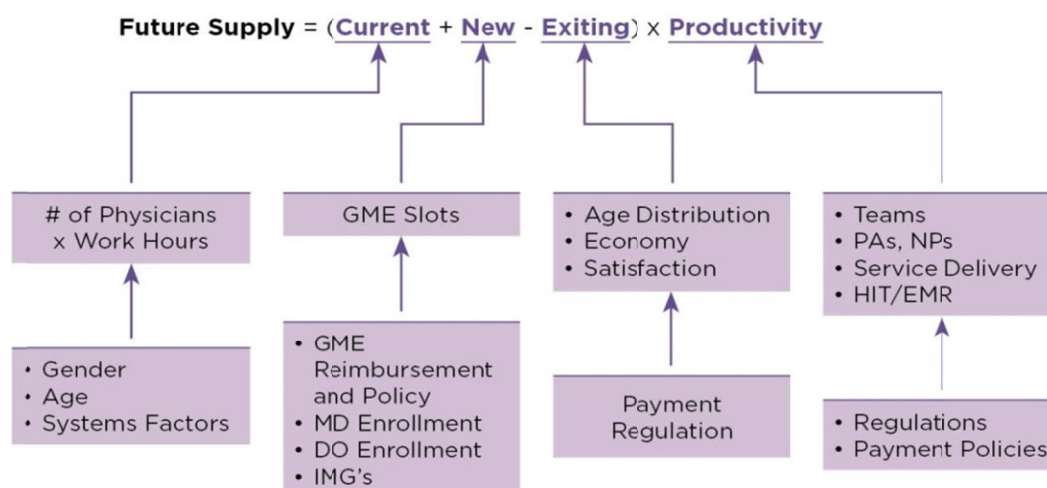 Future Supply = (Current + New - Exiting) x Productivity
# of Physicians
x Work Hours
GME Slots
• Age Distribution
• Economy
• Satisfaction
• Teams
• PAs, NPs
• Service Delivery
• HIT/EMR
• Gender
• Age
• Systems Factors
• GME
Reimbursement
and Policy
• MD Enrollment
• DO Enrollment
• IMG's
Payment
Regulation
• Regulations
• Payment Policies